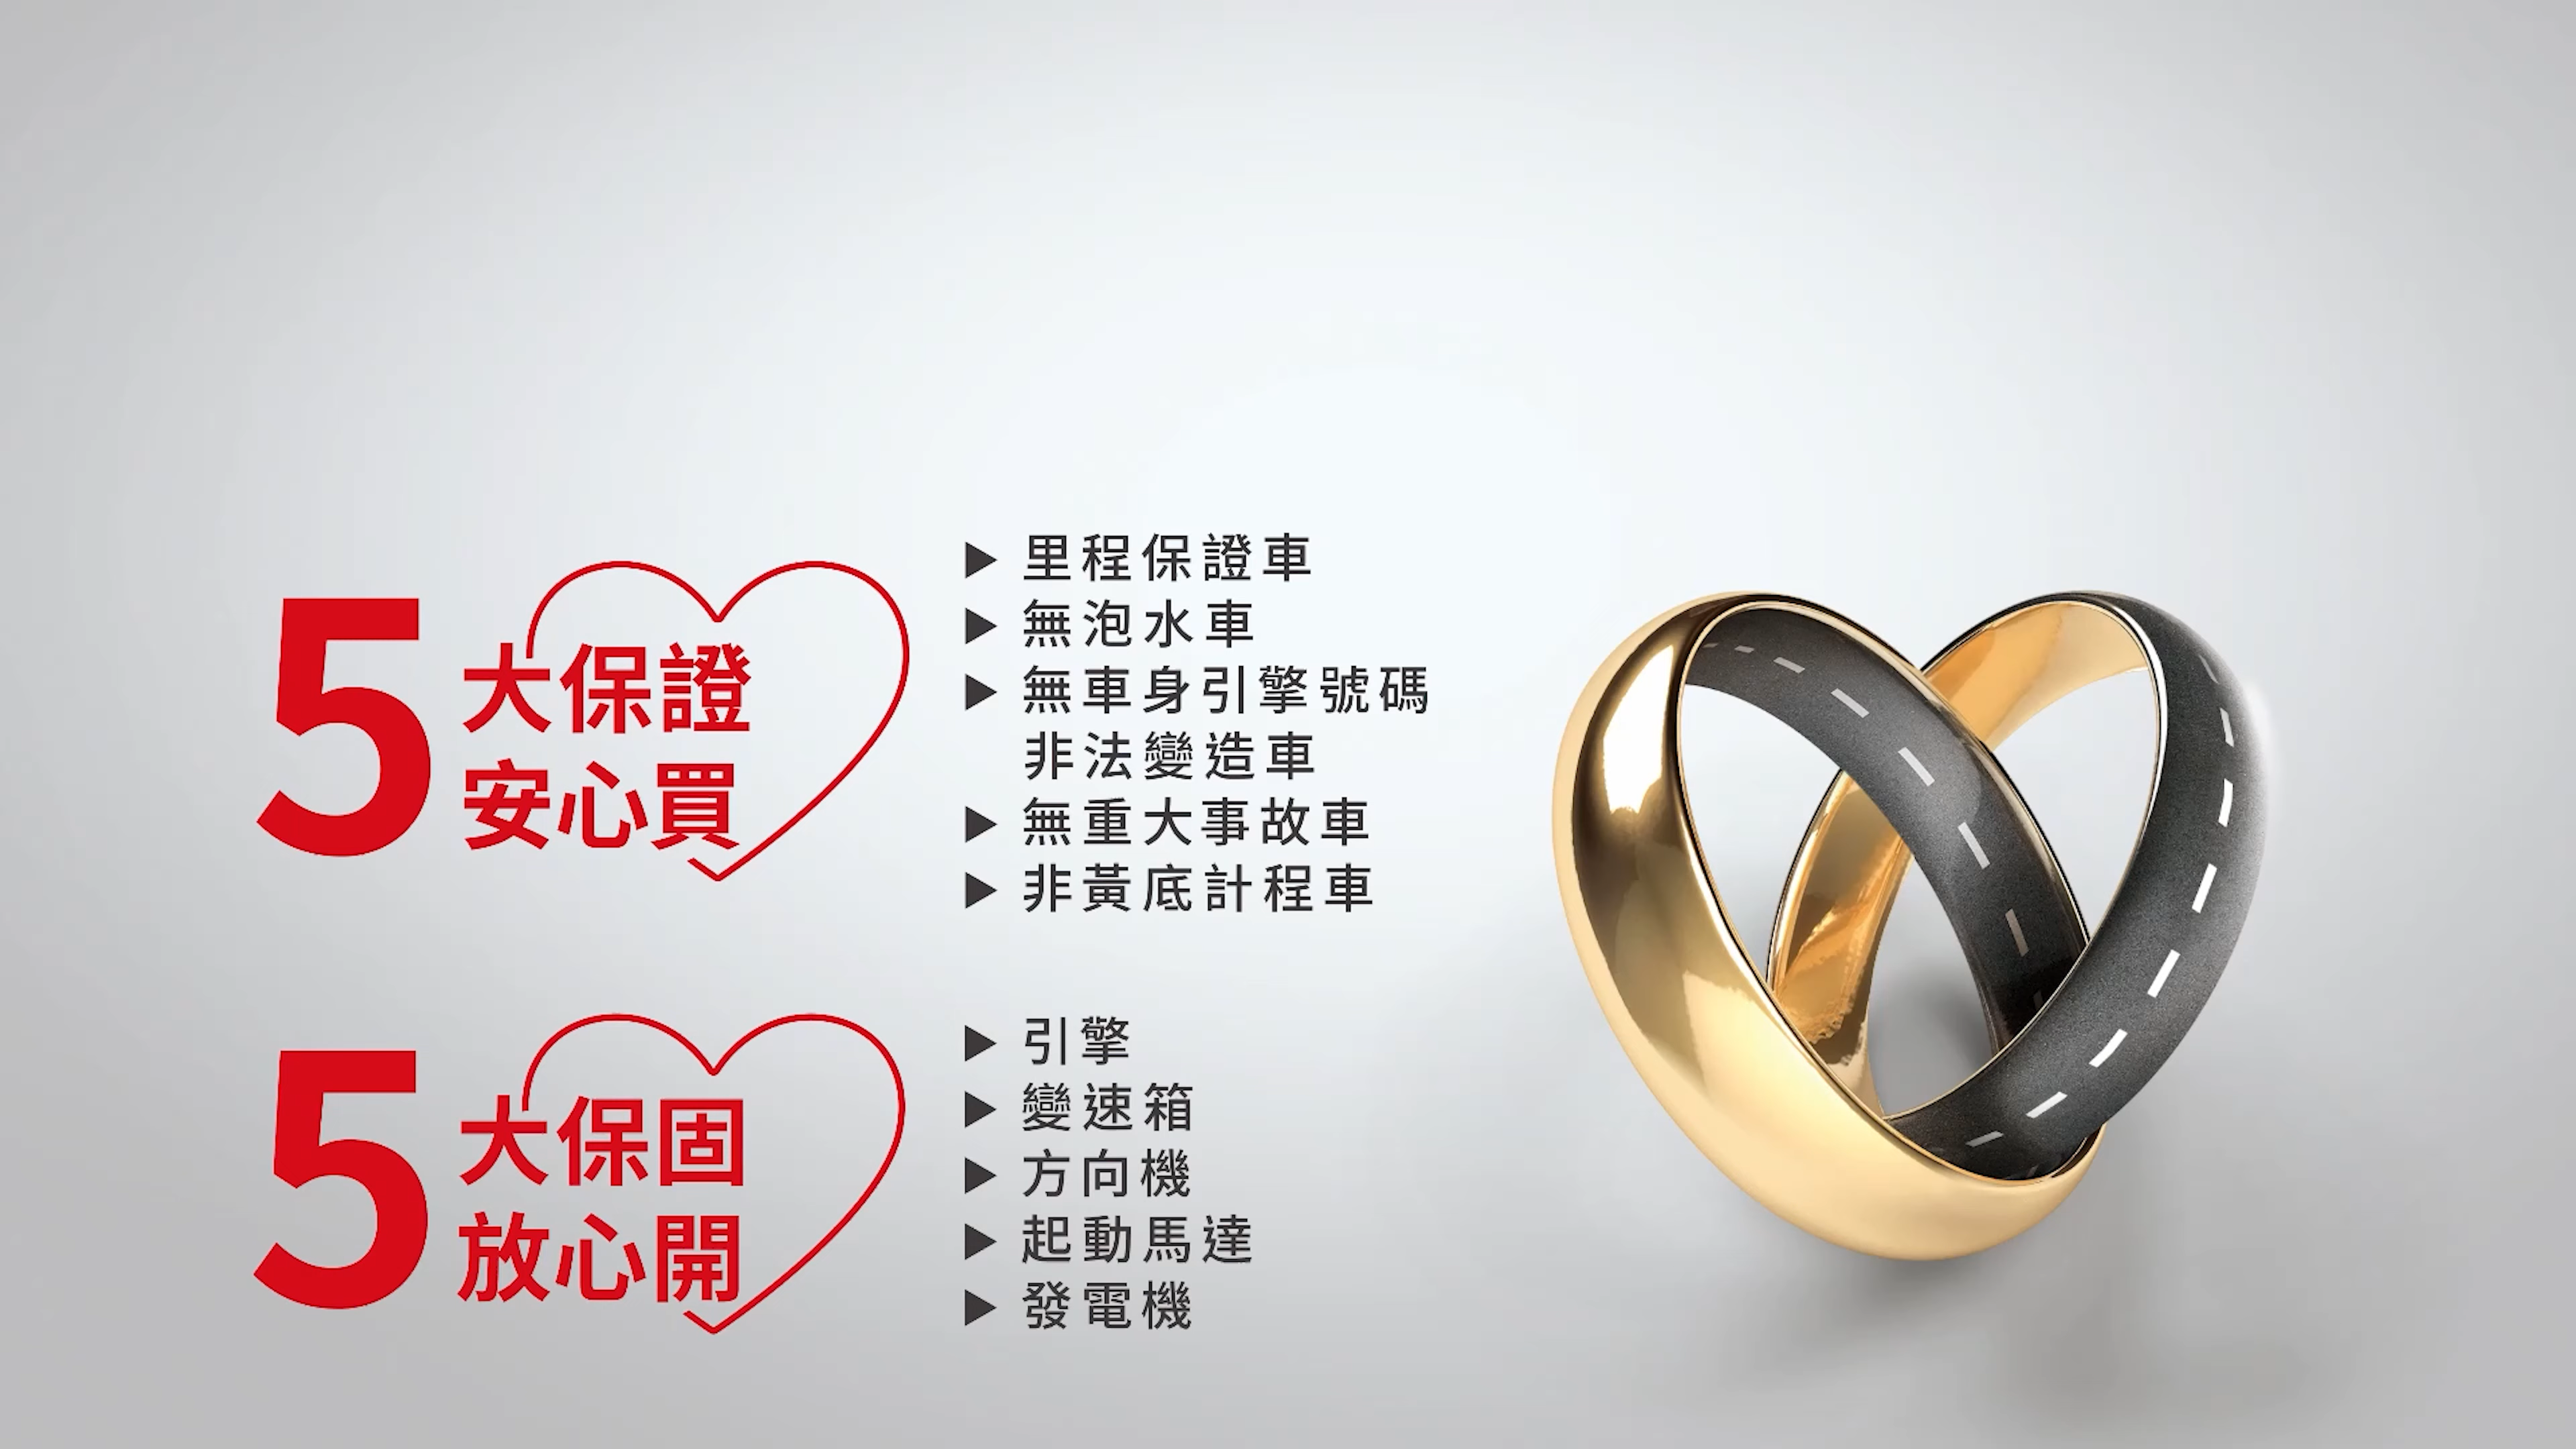 5
大保證
安心買
▶ 里程保證車
▶ 無泡水車
▶ 無車身引擎號碼
非法變造車
▶ 無重大事故車
▶ 非黃底計程車
5
大保固
放心開
▶ 引擎
▶ 變速箱
▶ 方向機
▶ 起動馬達
▶ 發電機